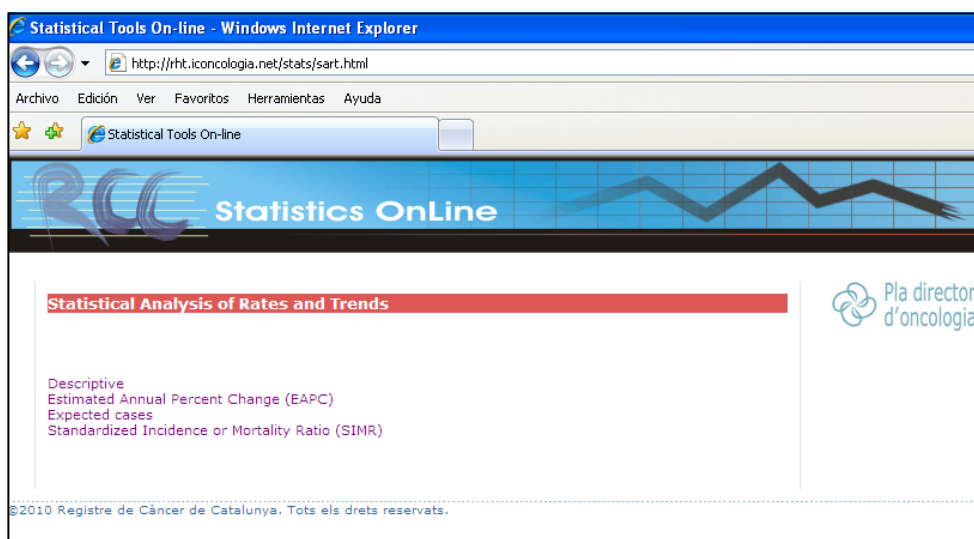 Statistical Tools On-line - Windows Internet Explorer
http://rht.iconcologia.net/stats/sart.html
Archivo Edición Ver Favoritos Herramientas Ayuda
Statistical Tools On-line
RCC Statistics OnLine
Statistical Analysis of Rates and Trends
Pla director
d'oncologia
Descriptive
Estimated Annual Percent Change (EAPC)
Expected cases
Standardized Incidence or Mortality Ratio (SIMR)
©2010 Registre de Càncer de Catalunya. Tots els drets reservats.